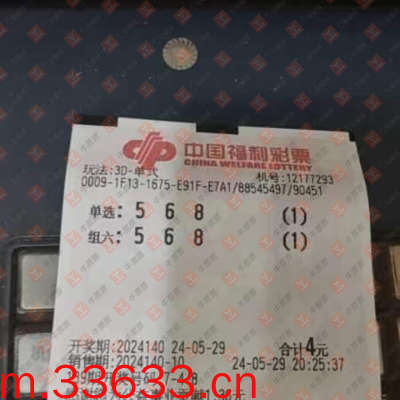 中国福利彩票
CHINA WELFARE LOTTERY
玩法:3D-单式 机号:12177293
0009-1F13-1675-E91F-E7A1/88545497/90451
单选: 5 6 8 (1)
组六: 5 6 8 (1)
开奖期:2024140 24-05-29 合计4元
销售期:2024140-10 24-05-29 20:25:37
m.33633.cn